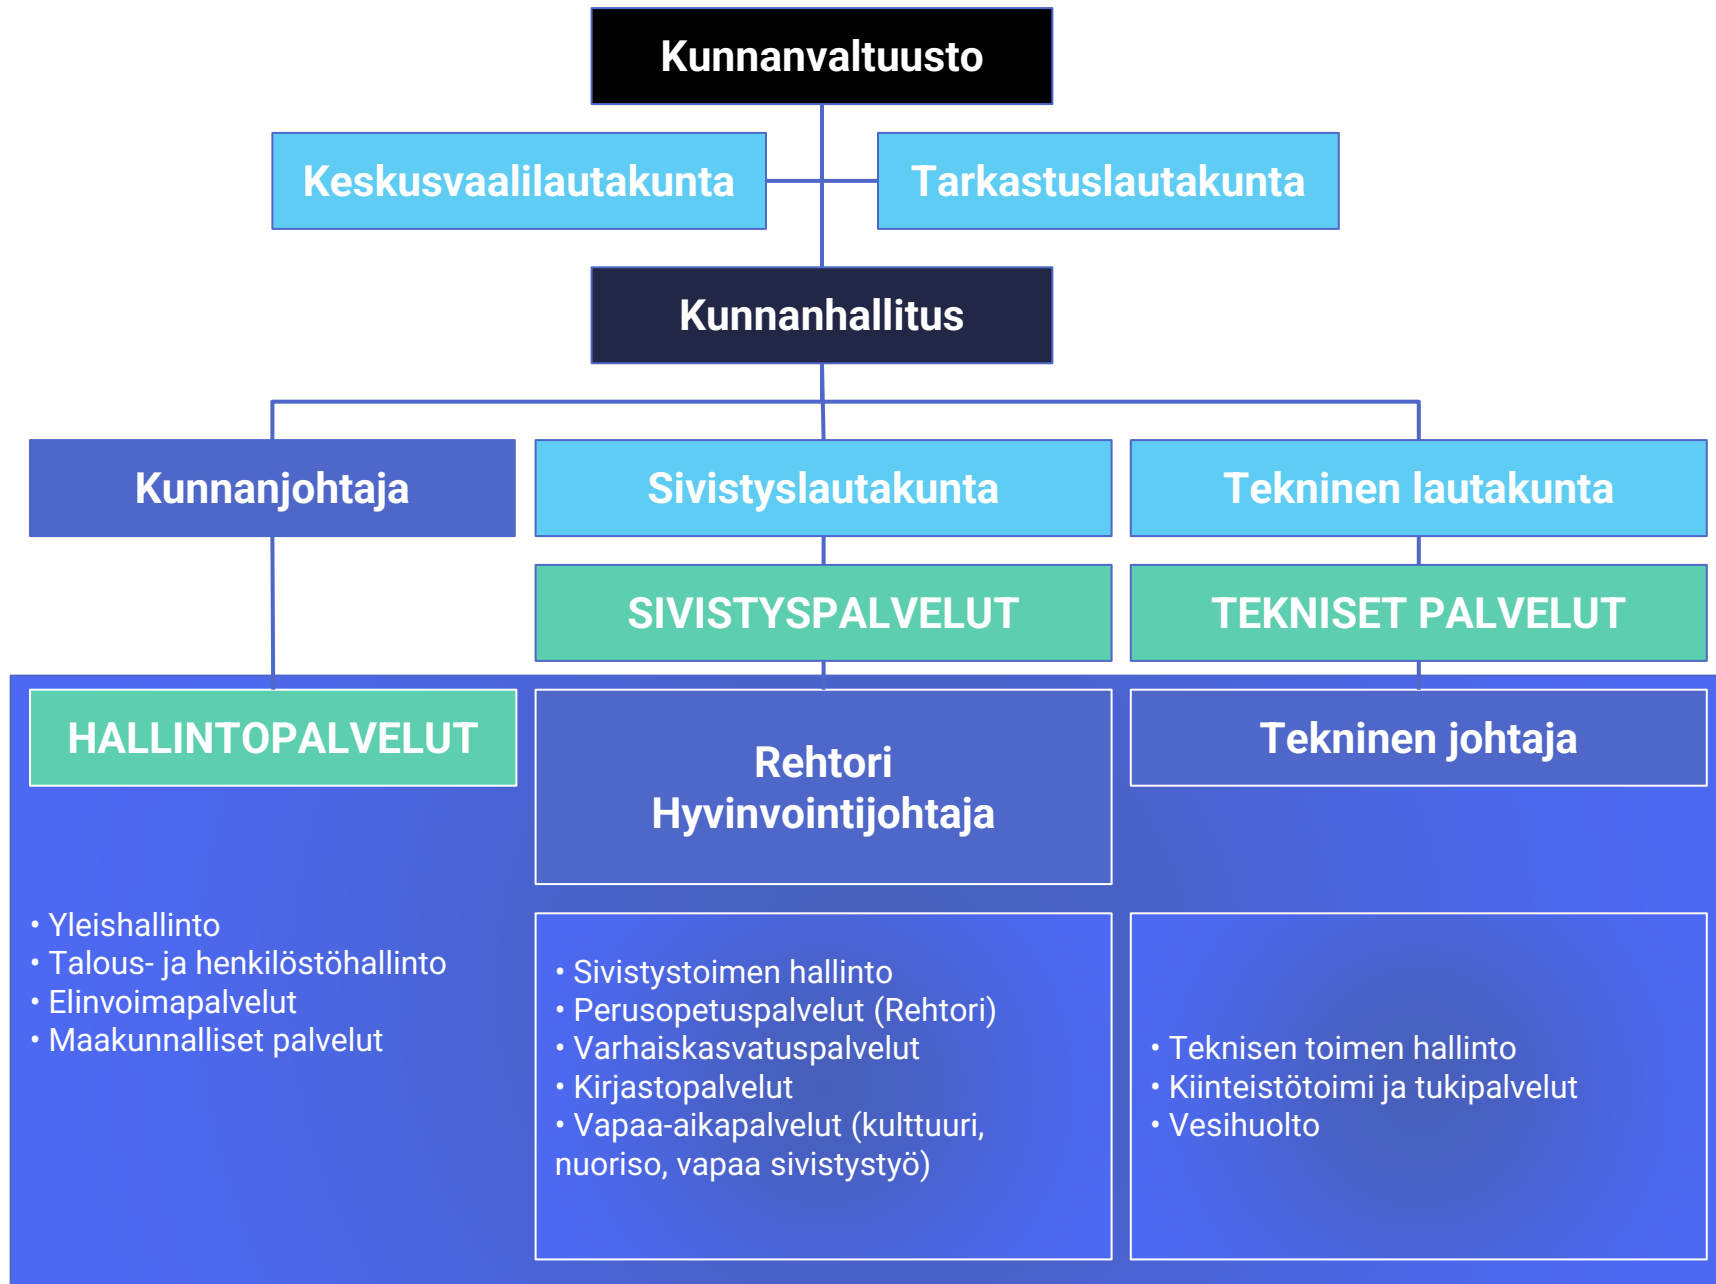 Kunnanvaltuusto
Keskusvaalilautakunta
Tarkastuslautakunta
Kunnanhallitus
Kunnanjohtaja
Sivistyslautakunta
Tekninen lautakunta
SIVISTYSPALVELUT
TEKNISET PALVELUT
HALLINTOPALVELUT
Rehtori
Hyvinvointijohtaja
Tekninen johtaja
• Yleishallinto
• Talous- ja henkilöstöhallinto
• Elinvoimapalvelut
• Maakunnalliset palvelut
• Sivistystoimen hallinto
• Perusopetuspalvelut (Rehtori)
• Varhaiskasvatuspalvelut
• Kirjastopalvelut
• Vapaa-aikapalvelut (kulttuuri,
nuoriso, vapaa sivistystyö)
• Teknisen toimen hallinto
• Kiinteistötoimi ja tukipalvelut
• Vesihuolto